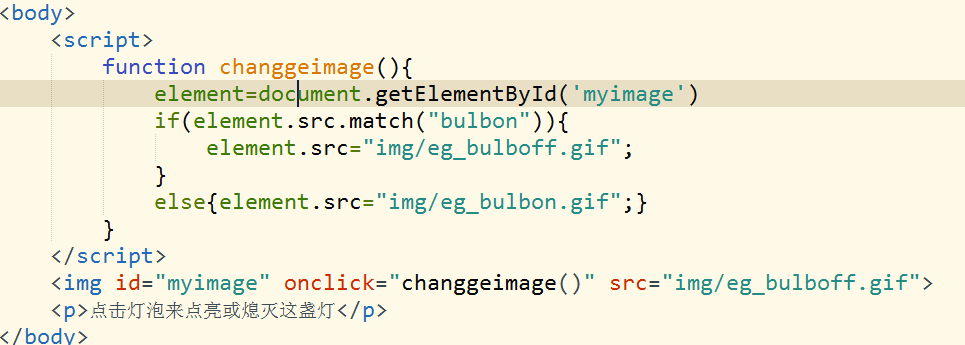 <body>
<script>
function changgeimage(){
element=document.getElementById('myimage')
if(element.src.match("bulbon")){
element.src="img/eg_bulboff.gif";
}
else{element.src="img/eg_bulbon.gif";}
}
</script>
<img id="myimage" onclick="changgeimage()" src="img/eg_bulboff.gif">
<p>点击灯泡来点亮或熄灭这盏灯</p>
</body>